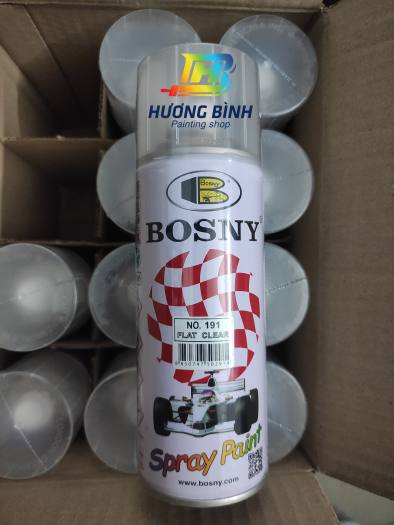 HƯƠNG BÌNH
Painting shop
Bosny
BOSNY
NO. 191
FLAT CLEAR
Spray Paint
www.bosny.com